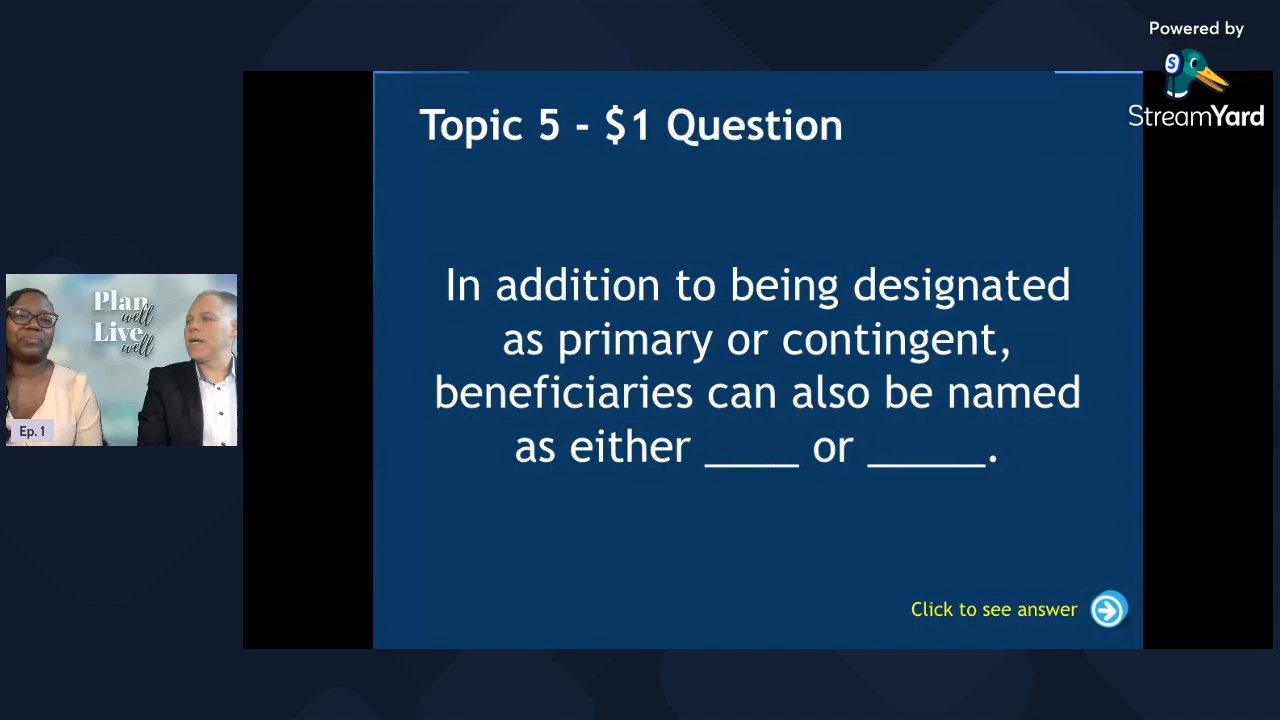 Powered by
StreamYard
Topic 5 - $1 Question
In addition to being designated
as primary or contingent,
beneficiaries can also be named
as either ____ or _____.
Click to see answer
Plan
well
Live
well
Ep. 1